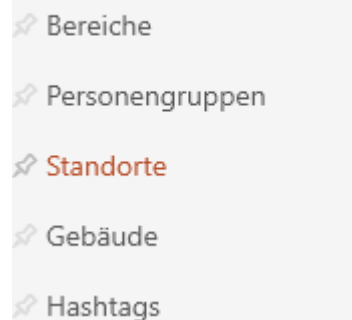 Bereiche
Personengruppen
Standorte
Gebäude
Hashtags